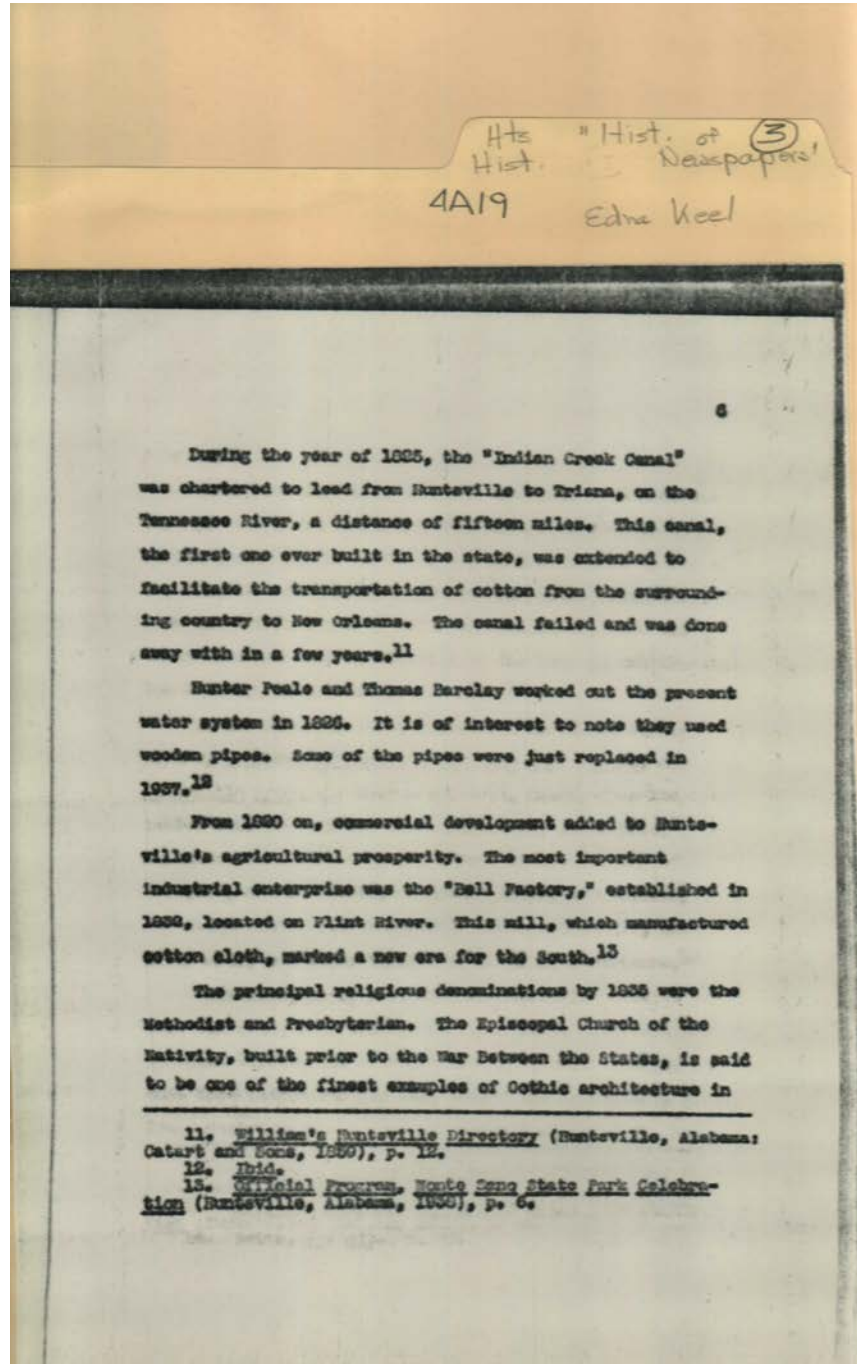 Hts "Hist. of ③
Hist. Newspapers'
4A19 Edna Keel
6
During the year of 1825, the "Indian Creek Canal"
was chartered to lead from Huntsville to Triana, on the
Tennessee River, a distance of fifteen miles. This canal,
the first one ever built in the state, was extended to
facilitate the transportation of cotton from the surround-
ing country to New Orleans. The canal failed and was done
away with in a few years.11
Hunter Peale and Thomas Barclay worked out the present
water system in 1826. It is of interest to note they used
wooden pipes. Some of the pipes were just replaced in
1937.12
From 1820 on, commercial development added to Hunts-
ville's agricultural prosperity. The most important
industrial enterprise was the "Bell Factory," established in
1832, located on Flint River. This mill, which manufactured
cotton cloth, marked a new era for the South.13
The principal religious denominations by 1835 were the
Methodist and Presbyterian. The Episcopal Church of the
Nativity, built prior to the War Between the States, is said
to be one of the finest examples of Gothic architecture in
11. William's Huntsville Directory (Huntsville, Alabama:
Catart and Sons, 1859), p. 12.
12. Ibid.
13. Official Program, Monte Sano State Park Celebra-
tion (Huntsville, Alabama, 1938), p. 6.